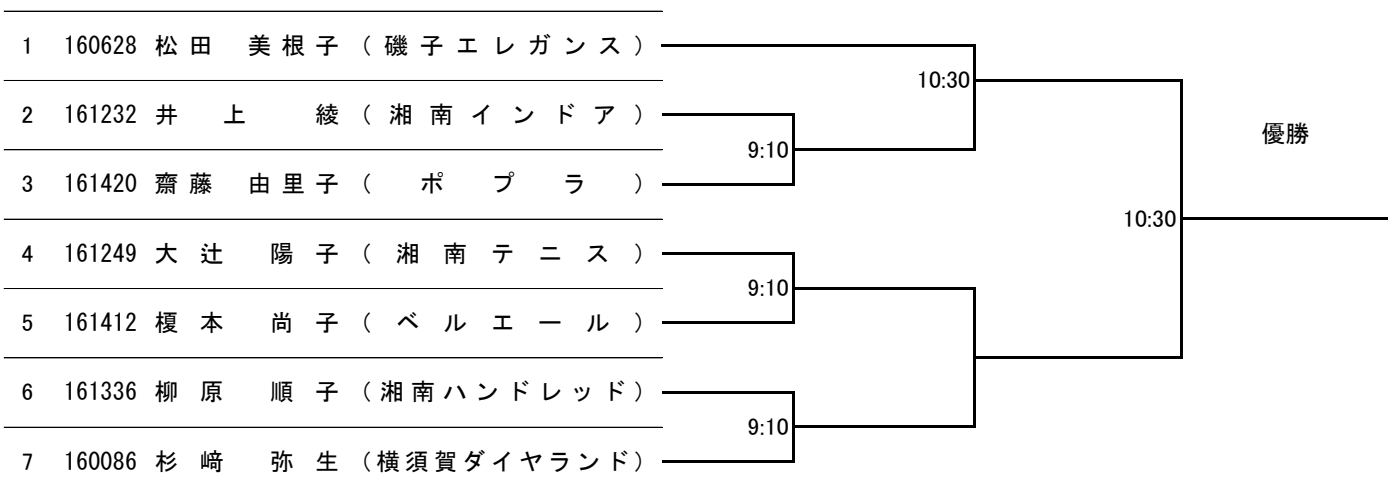 1 160628 松田 美根子 (磯子エレガンス)
10:30
2 161232 井上 綾 (湘南インドア)
優勝
9:10
3 161420 齋藤 由里子 (ポプラ)
10:30
4 161249 大辻 陽子 (湘南テニス)
9:10
5 161412 榎本 尚子 (ベルエール)
6 161336 柳原 順子 (湘南ハンドレッド)
9:10
7 160086 杉﨑 弥生 (横須賀ダイヤランド)